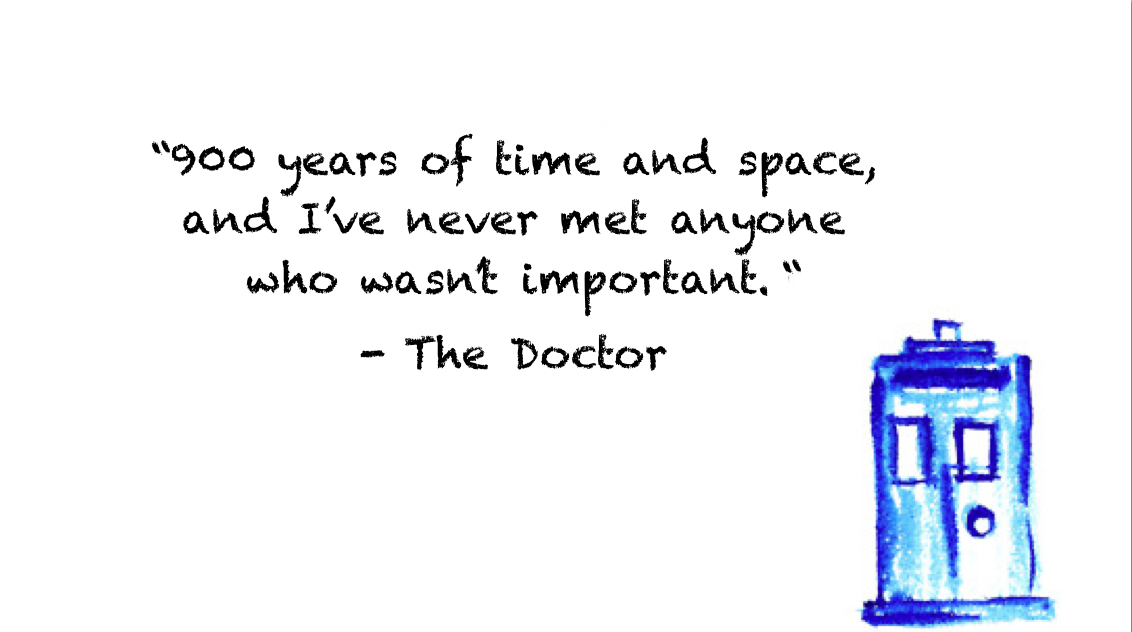 “900 years of time and space,
and I’ve never met anyone
who wasn’t important.“
- The Doctor